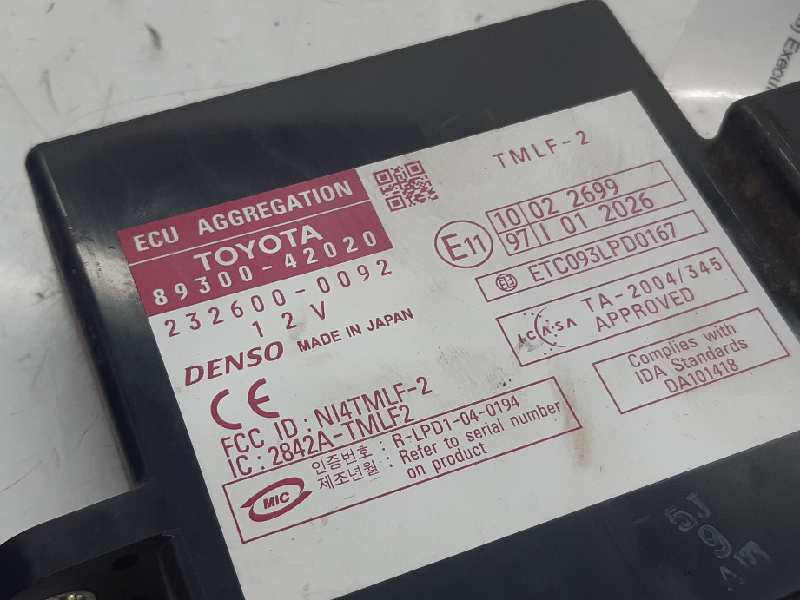 s) Execu
ECU AGGREGATION
TOYOTA
89300-42020
232600-0092
12V
DENSO MADE IN JAPAN
CE
FCC ID : NI4TMLF-2
IC : 2842A-TMLF2
MIC
인증번호 : R-LPD1-04-0194
제조년월 : Refer to serial number
on product
TMLF-2
E11
10 02 2699
97 I 01 2026
ETC093LPD0167
ICASA
TA-2004/345
APPROVED
Complies with
IDA Standards
DA101418